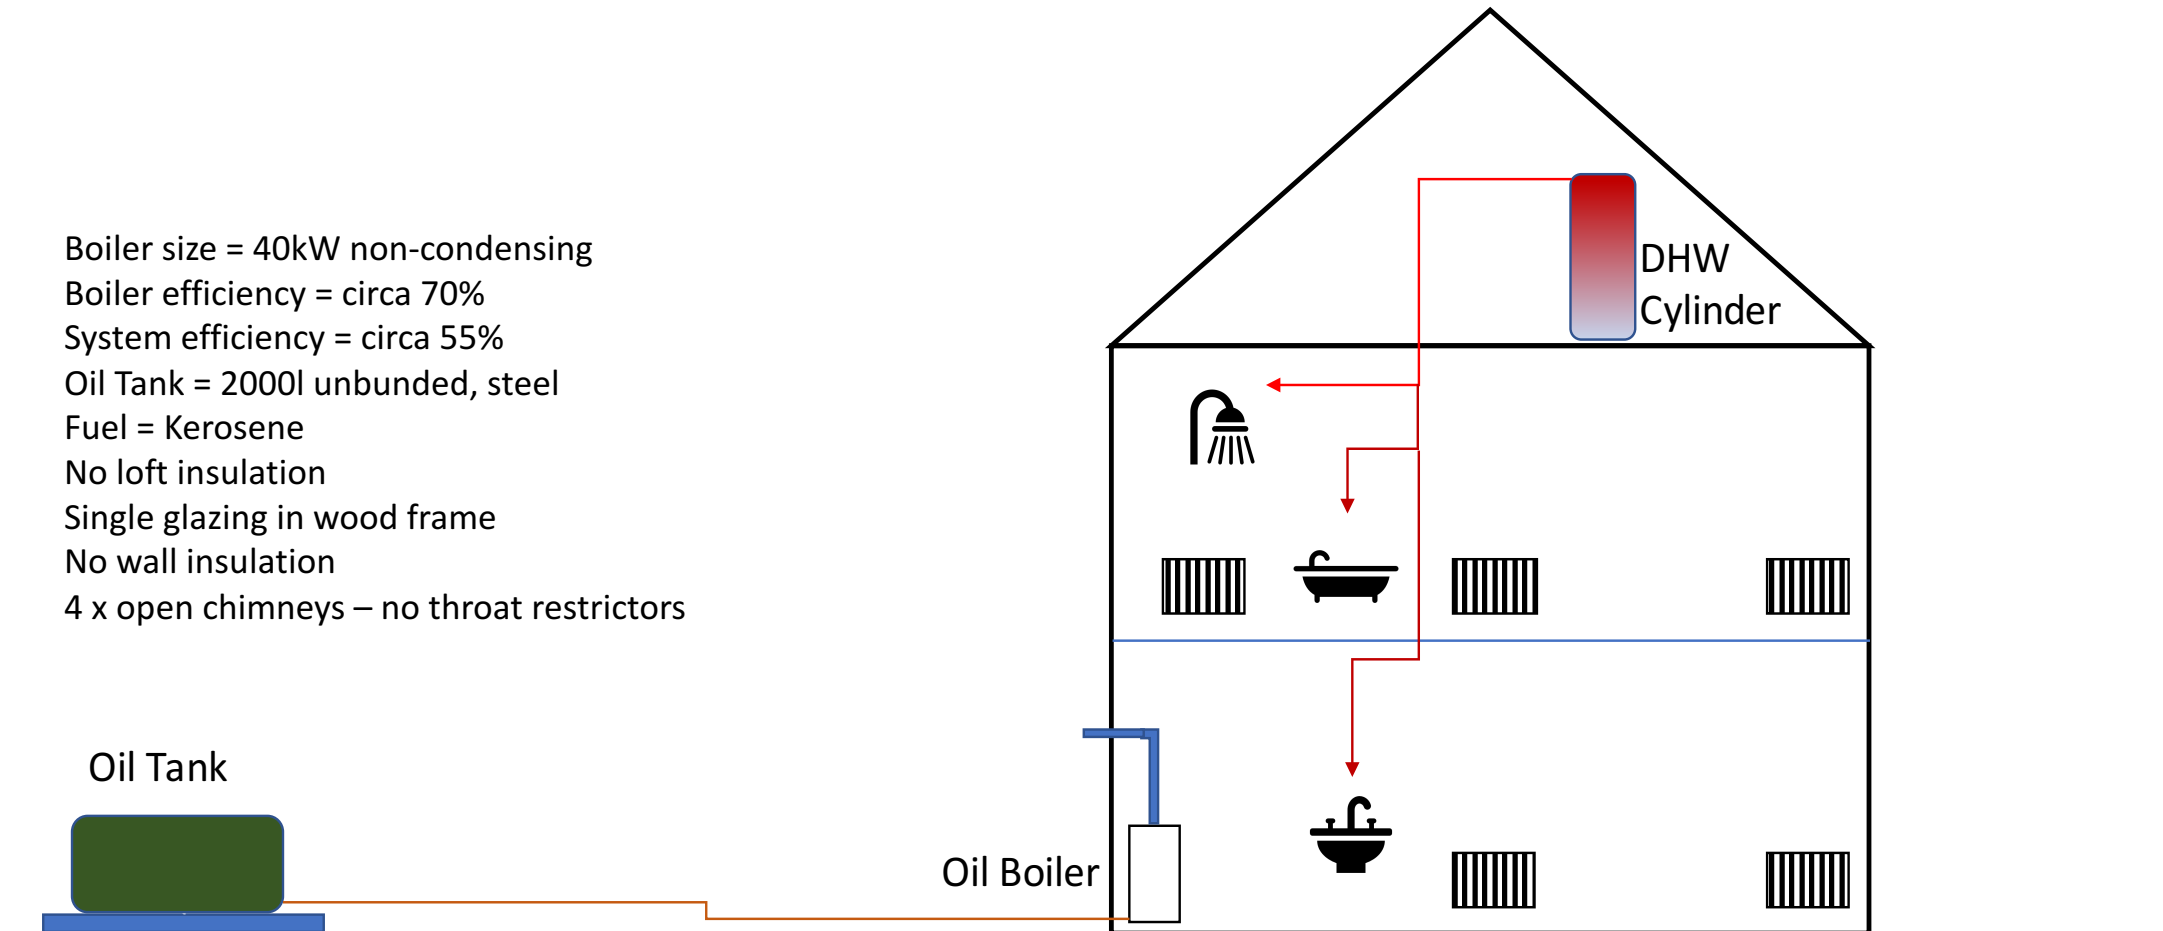 Boiler size = 40kW non-condensing
Boiler efficiency = circa 70%
System efficiency = circa 55%
Oil Tank = 2000l unbunded, steel
Fuel = Kerosene
No loft insulation
Single glazing in wood frame
No wall insulation
4 x open chimneys – no throat restrictors
DHW
Cylinder
Oil Tank
Oil Boiler